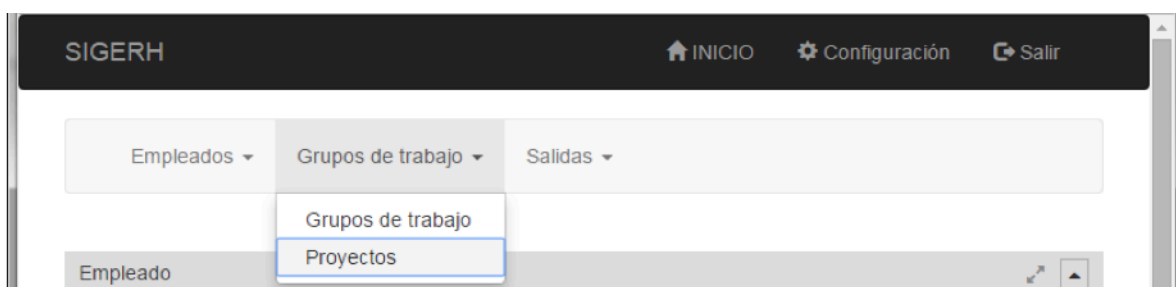 SIGERH INICIO Configuración Salir
Empleados Grupos de trabajo Salidas
Grupos de trabajo
Proyectos
Empleado